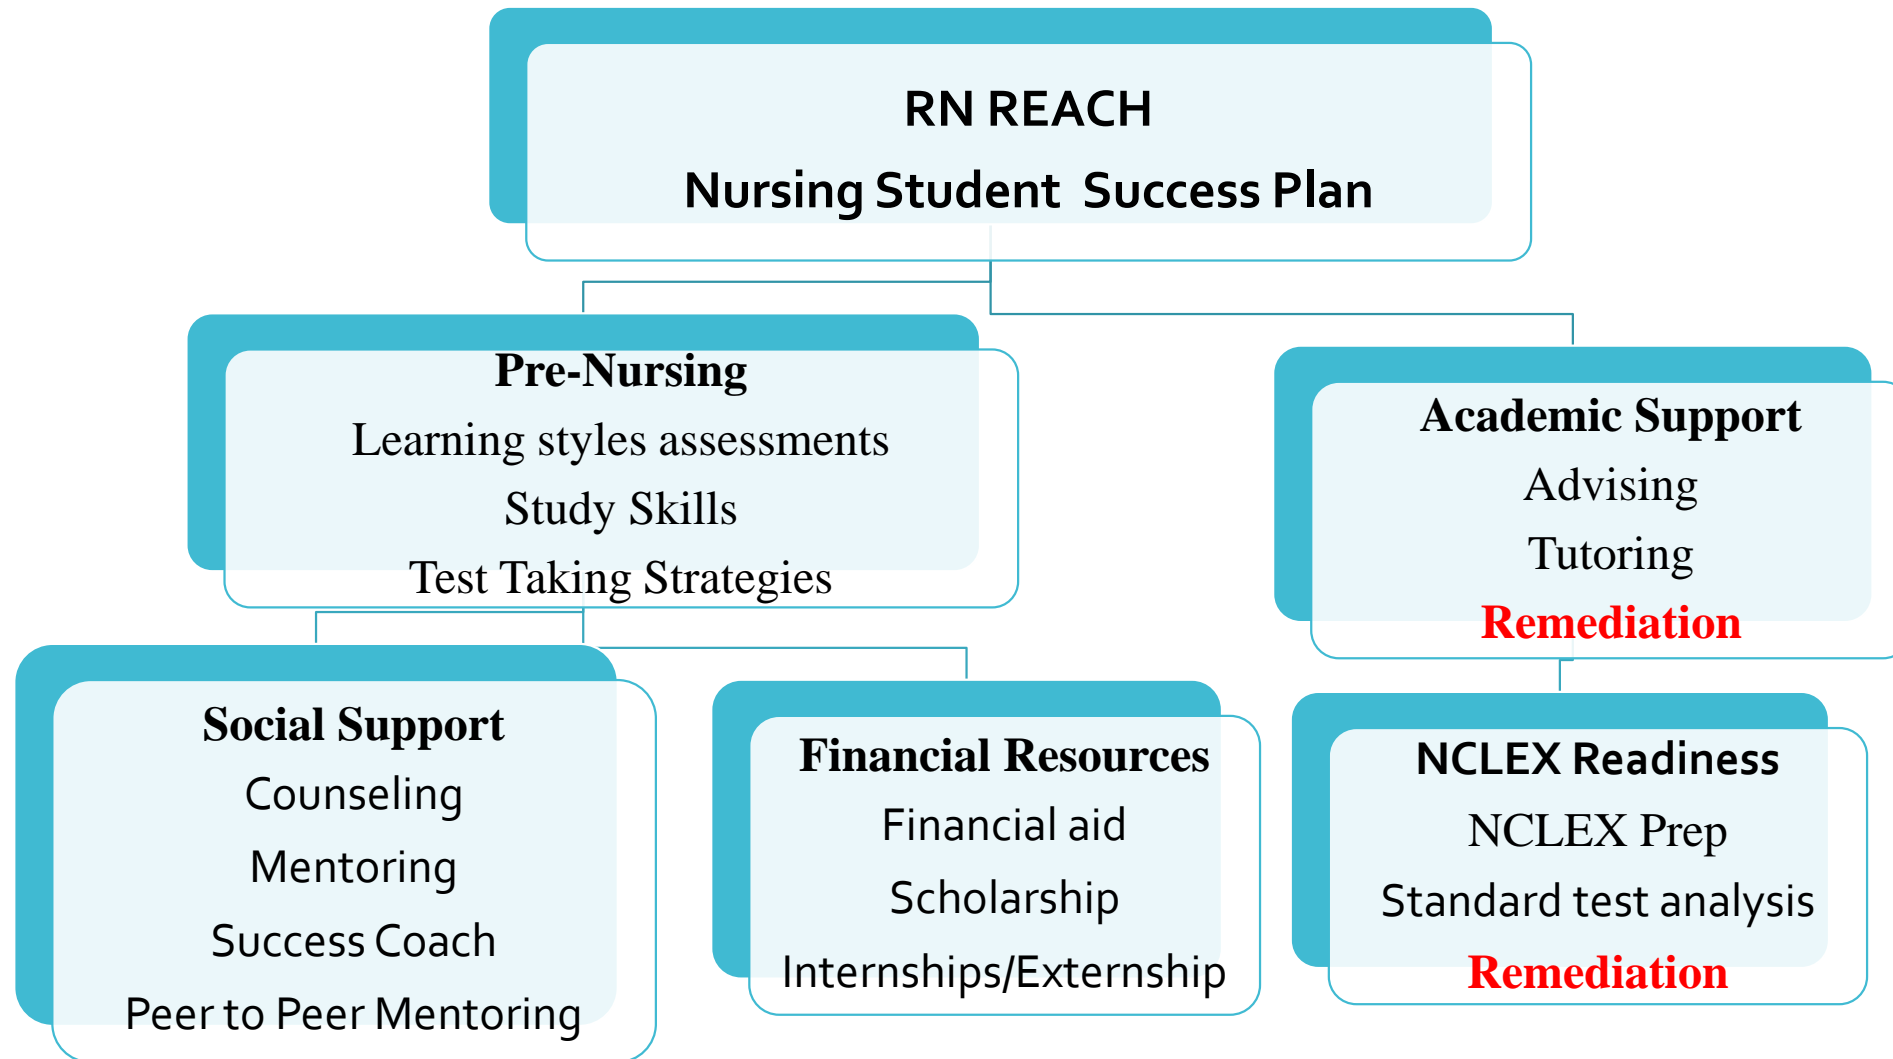 RN REACH
Nursing Student  Success Plan
Pre-Nursing
Learning styles assessments
Study Skills
Test Taking Strategies
Academic Support
Advising
Tutoring
Remediation
Social Support
Counseling
Mentoring
Success Coach
Peer to Peer Mentoring
Financial Resources
Financial aid
Scholarship
Internships/Externship
NCLEX Readiness
NCLEX Prep
Standard test analysis
Remediation